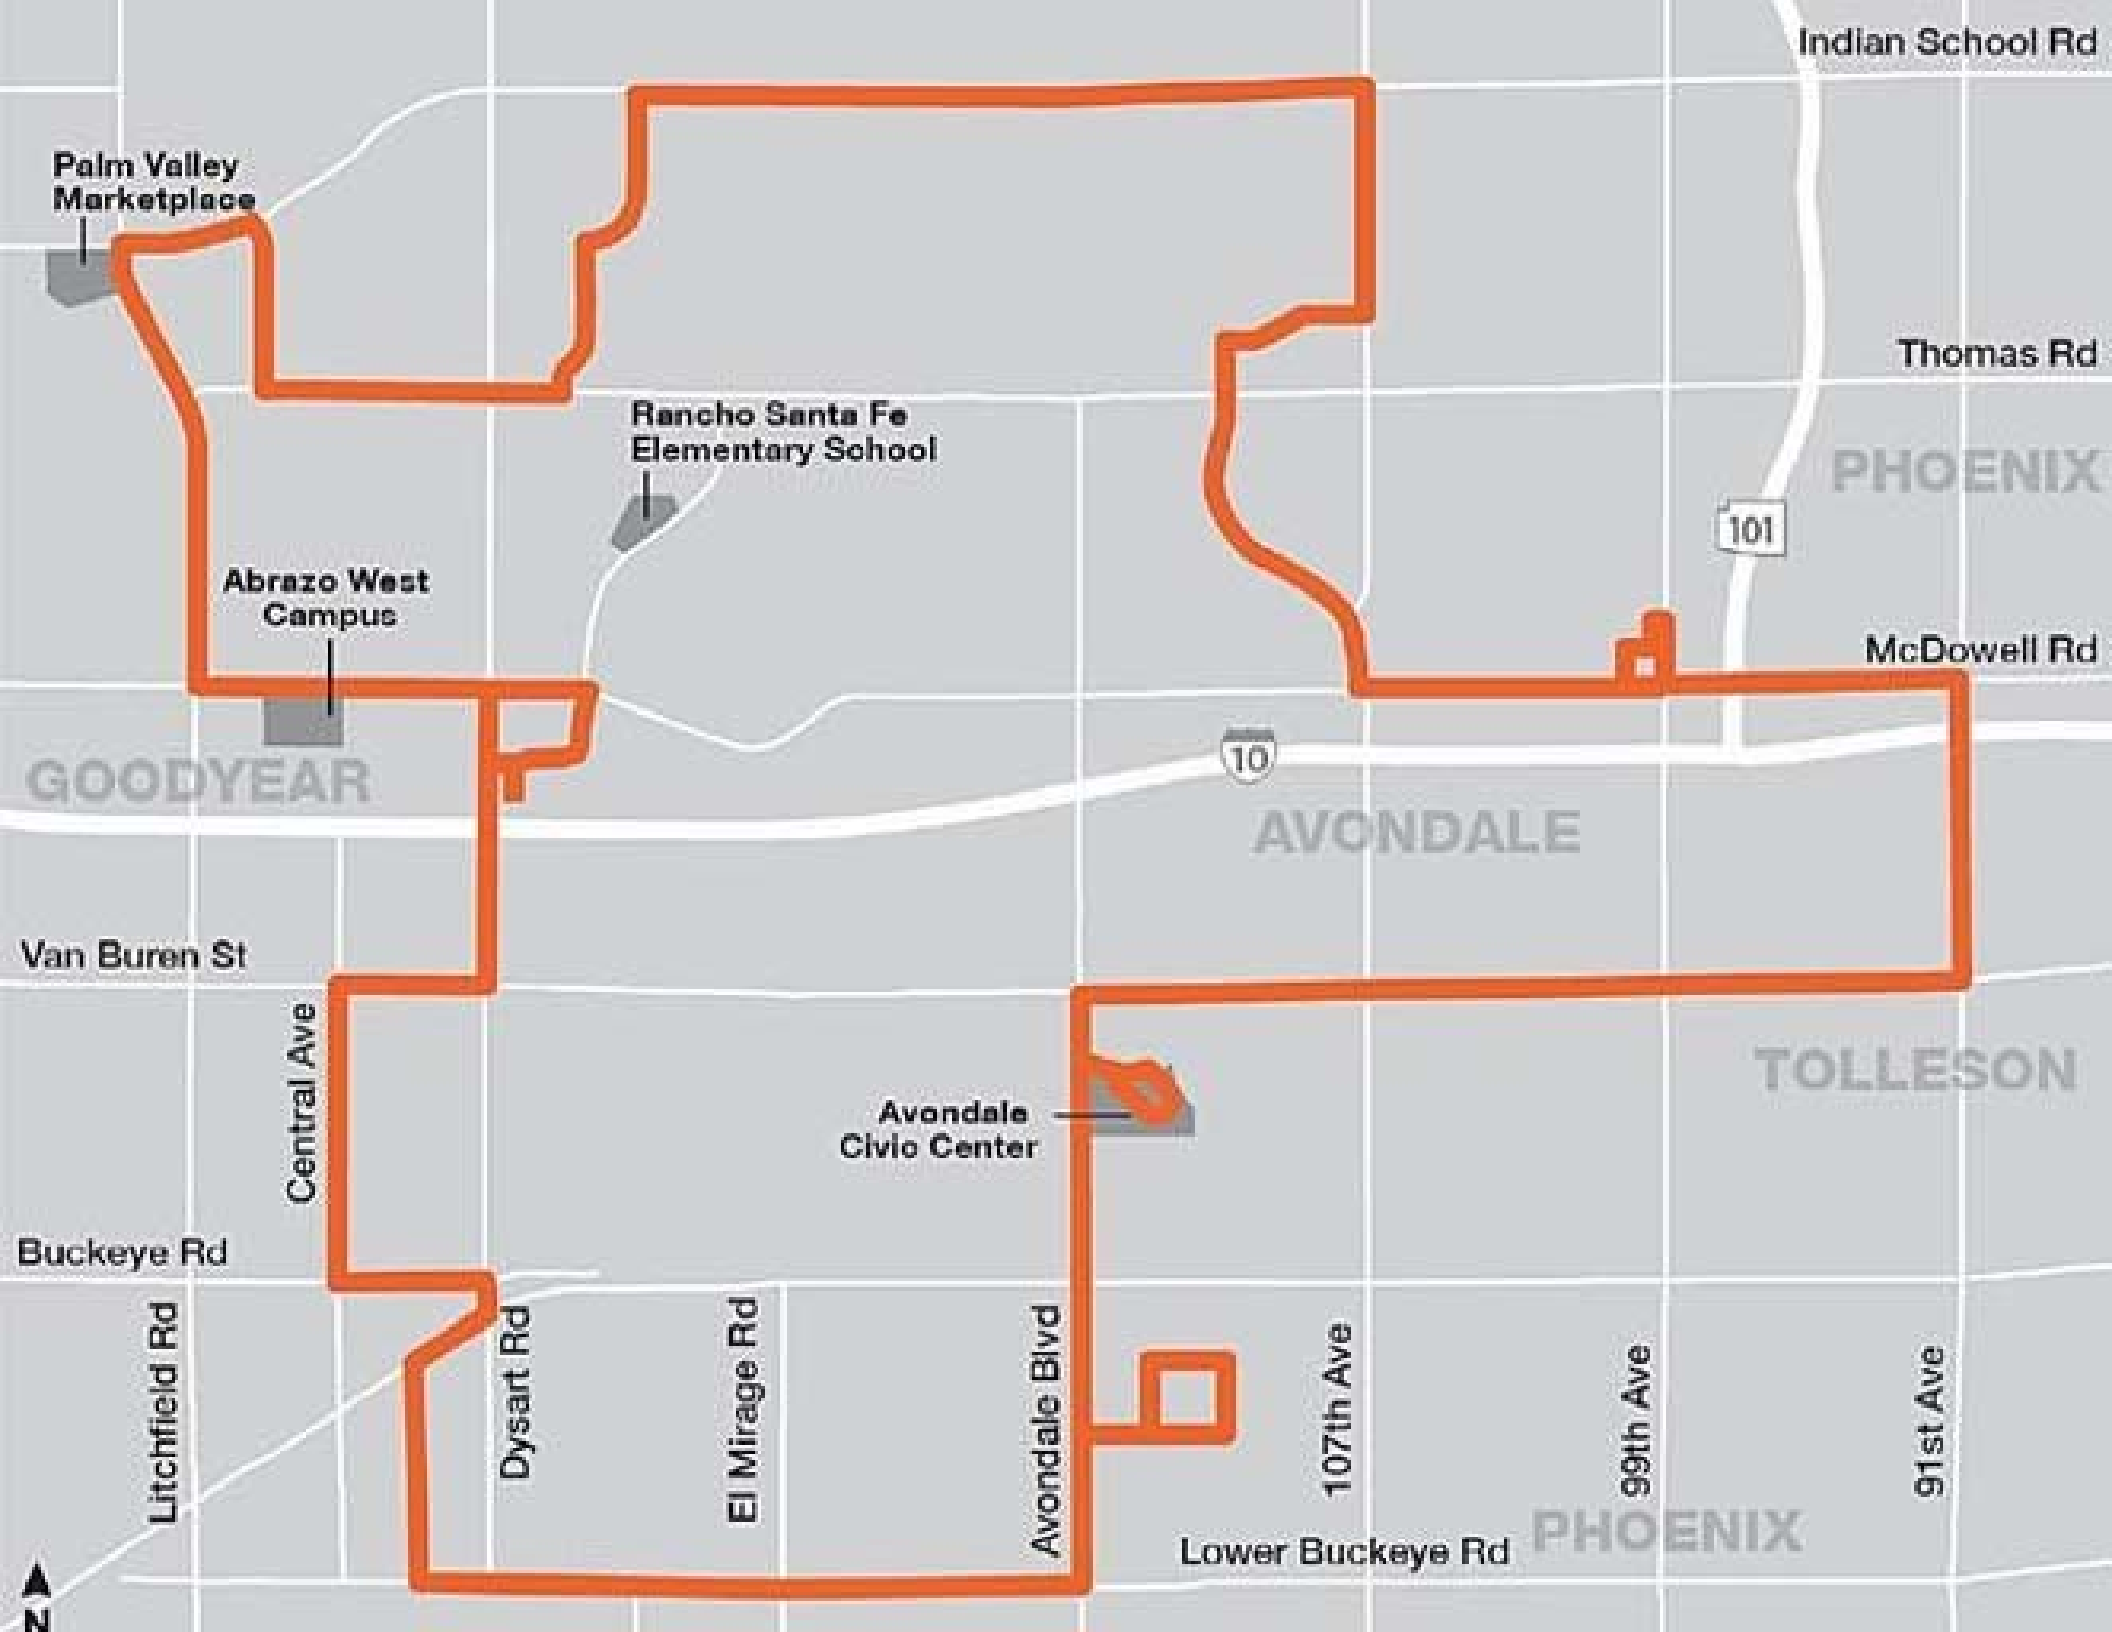 Indian School Rd
Palm Valley
Marketplace
Thomas Rd
Rancho Santa Fe
Elementary School
PHOENIX
101
Abrazo West
Campus
McDowell Rd
GOODYEAR
10
AVONDALE
Van Buren St
Central Ave
TOLLESON
Avondale
Civic Center
Buckeye Rd
Litchfield Rd
Dysart Rd
El Mirage Rd
Avondale Blvd
107th Ave
99th Ave
91st Ave
PHOENIX
Lower Buckeye Rd
N